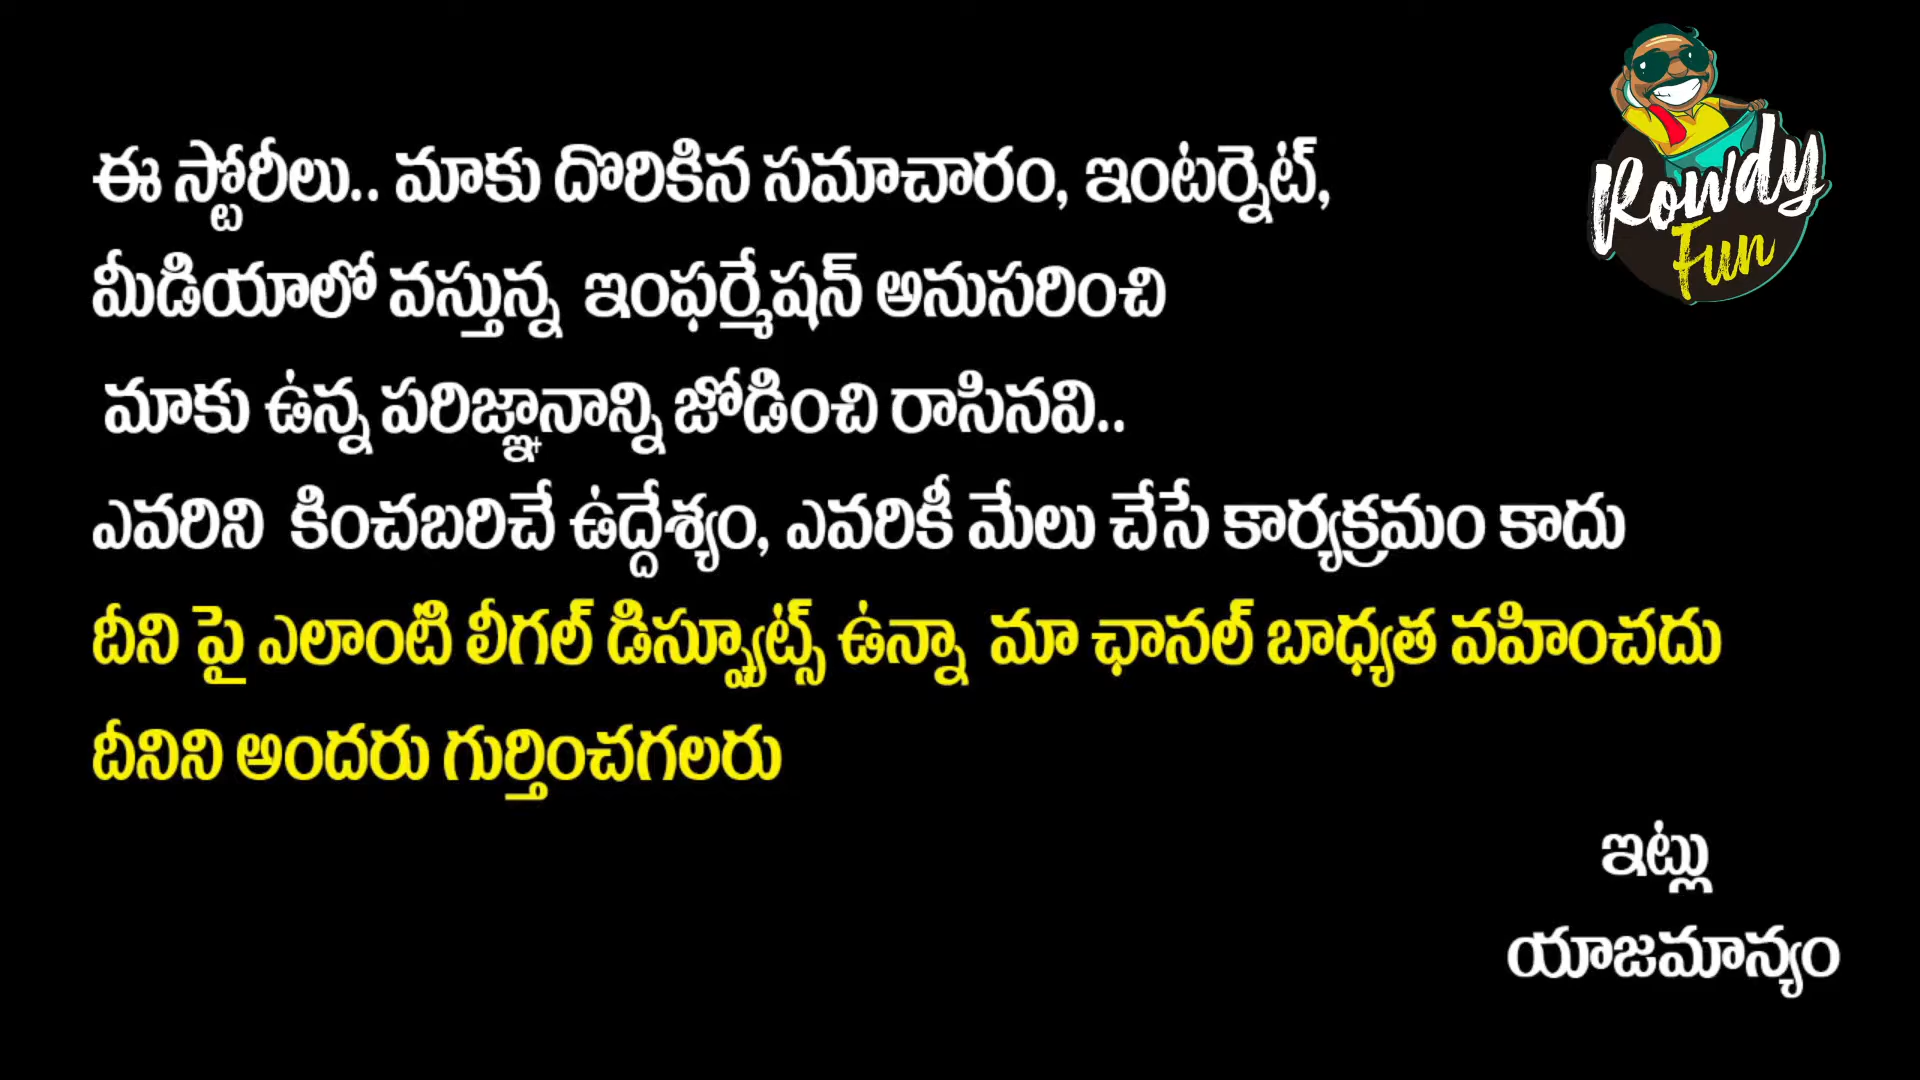 Rowdy
Fun
ఈ స్టోరీలు.. మాకు దొరికిన సమాచారం, ఇంటర్నెట్,
మీడియాలో వస్తున్న ఇంఫర్మేషన్ అనుసరించి
మాకు ఉన్న పరిజ్ఞానాన్ని జోడించి రాసినవి..
ఎవరిని కించబరిచే ఉద్దేశ్యం, ఎవరికీ మేలు చేసే కార్యక్రమం కాదు
దీని పై ఎలాంటి లీగల్ డిస్ప్యూట్స్ ఉన్నా మా ఛానల్ బాధ్యత వహించదు
దీనిని అందరు గుర్తించగలరు
ఇట్లు
యాజమాన్యం